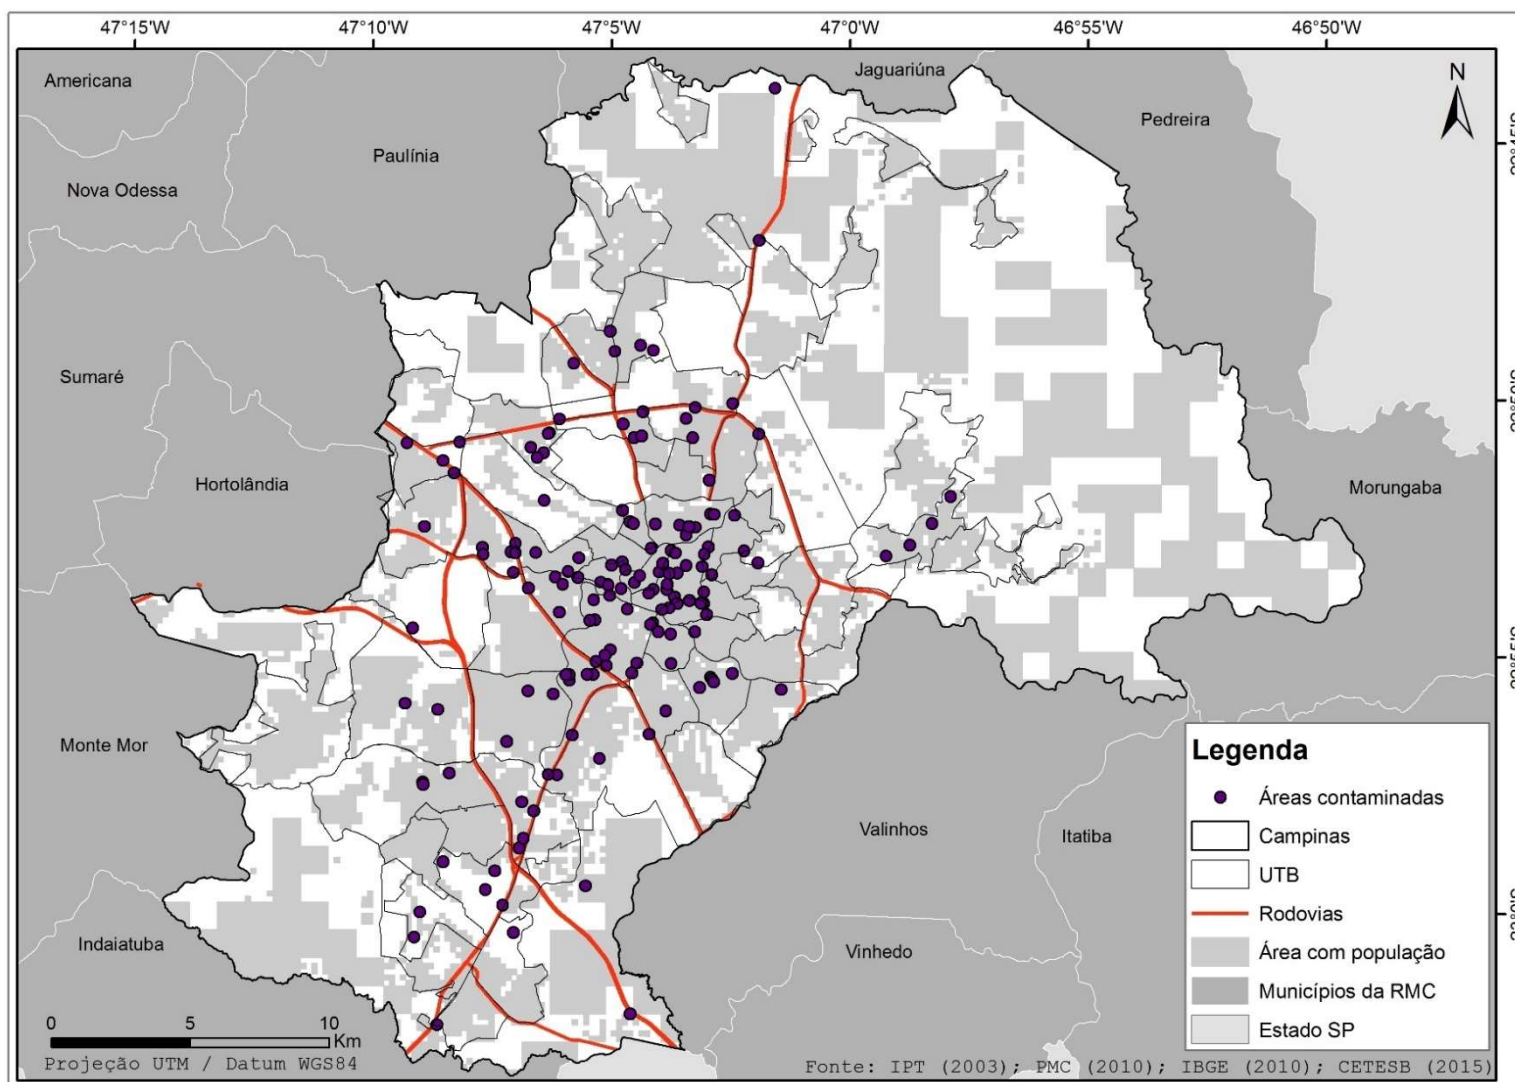 47°15'W 47°10'W 47°5'W 47°0'W 46°55'W 46°50'W
Americana
Jaguariúna
N
Pedreira
Paulínia
Nova Odessa
Sumaré
Hortolândia
Morungaba
Monte Mor
Valinhos
Itatiba
Indaiatuba
Vinhedo
Legenda
Áreas contaminadas
Campinas
UTB
Rodovias
Área com população
Municípios da RMC
Estado SP
0 5 10
Km
Projeção UTM / Datum WGS84
Fonte: IPT (2003); PMC (2010); IBGE (2010); CETESB (2015)